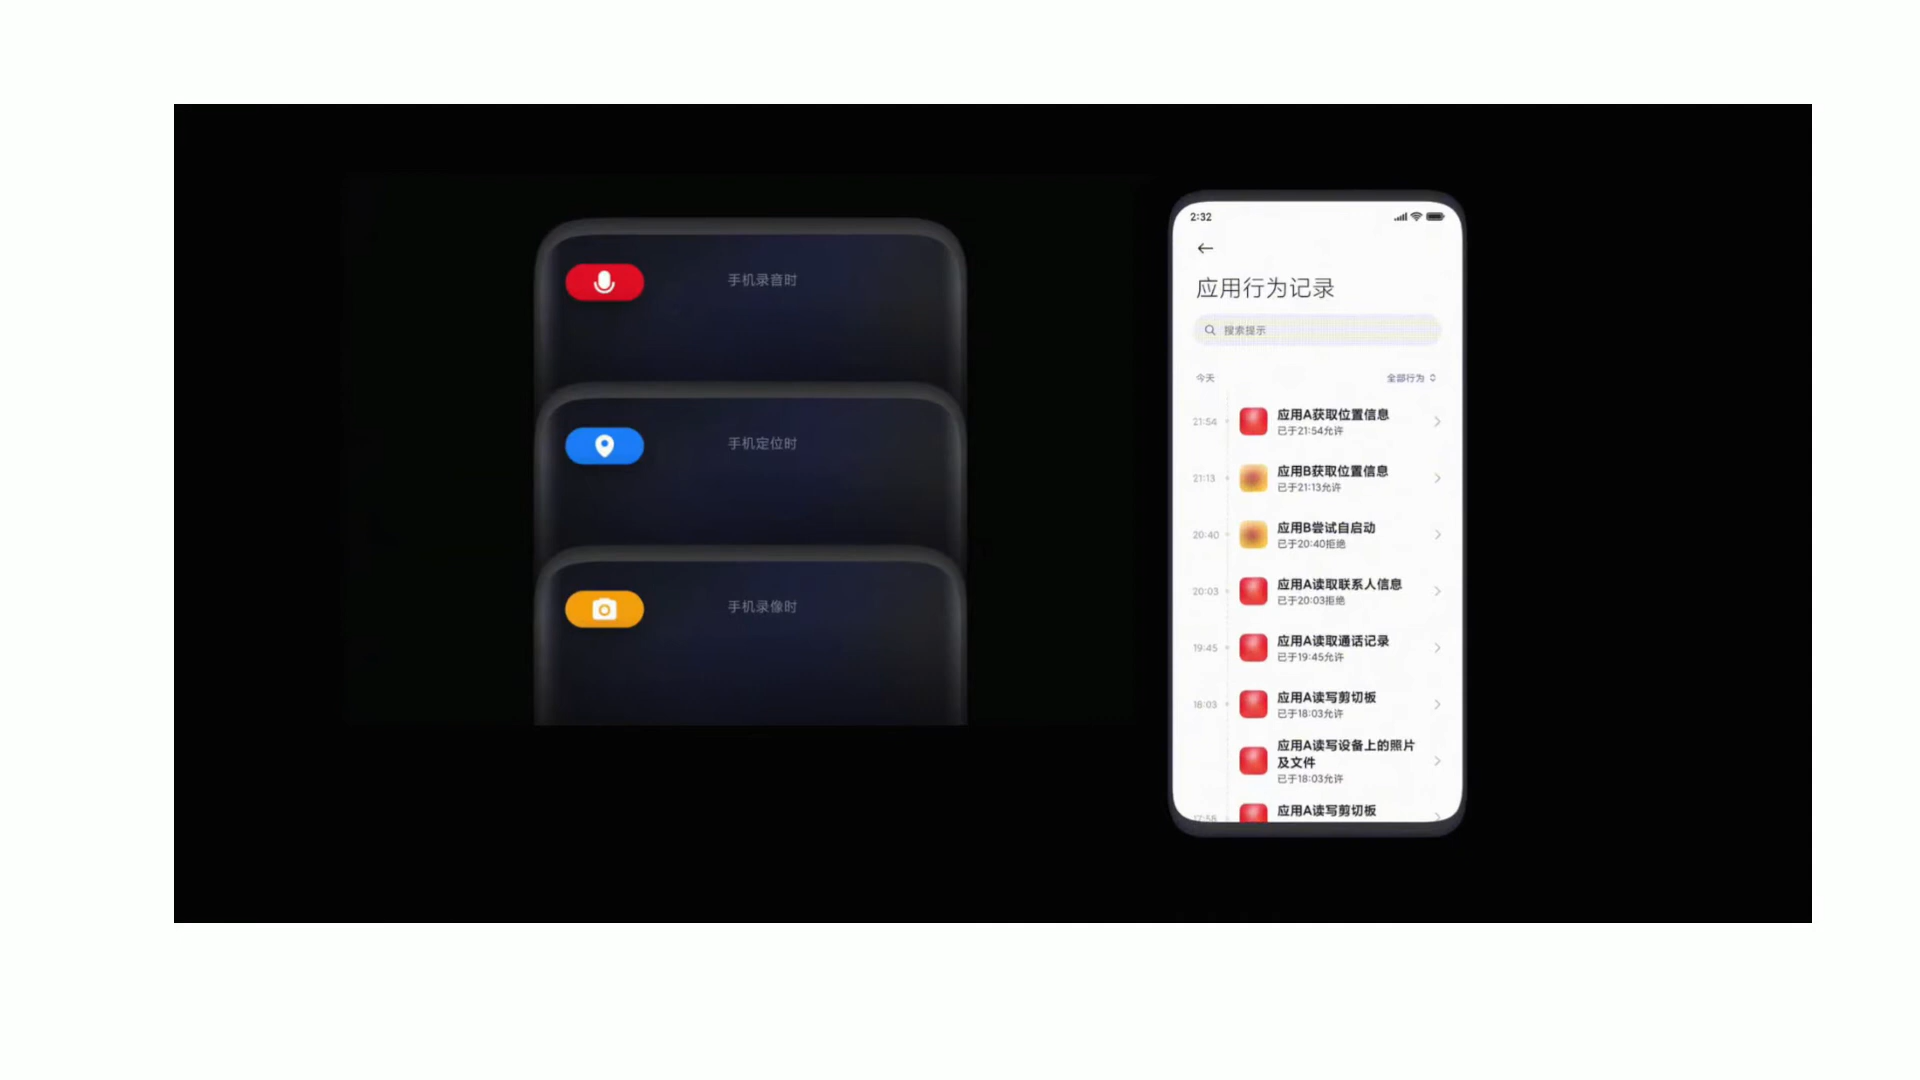 手机录音时
手机定位时
手机录像时
2:32
应用行为记录
搜索提示
今天
全部行为
21:54
应用A获取位置信息
已于21:54允许
21:13
应用B获取位置信息
已于21:13允许
20:40
应用B尝试自启动
已于20:40拒绝
20:03
应用A读取联系人信息
已于20:03拒绝
19:45
应用A读取通话记录
已于19:45允许
18:03
应用A读写剪切板
已于18:03允许
应用A读写设备上的照片
及文件
已于18:03允许
17:58
应用A读写剪切板